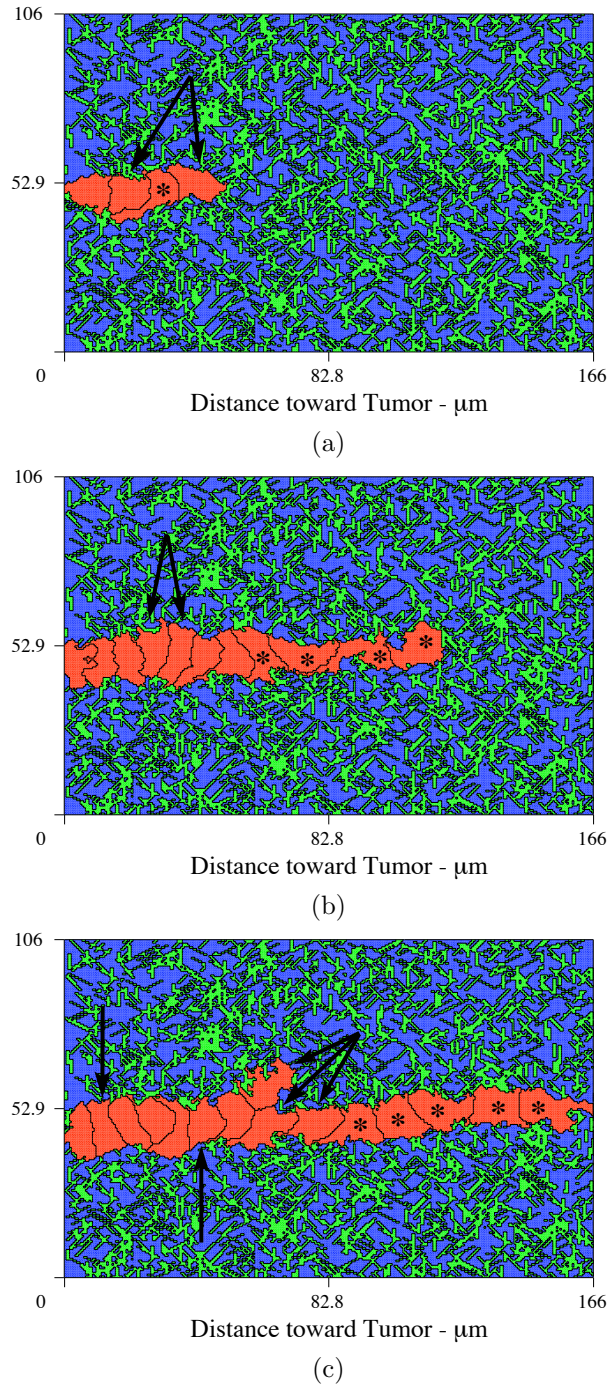 106
52.9
*
0
82.8
166
Distance toward Tumor - μm
(a)
106
52.9
* * * *
0
82.8
166
Distance toward Tumor - μm
(b)
106
52.9
* * * * *
0
82.8
166
Distance toward Tumor - μm
(c)